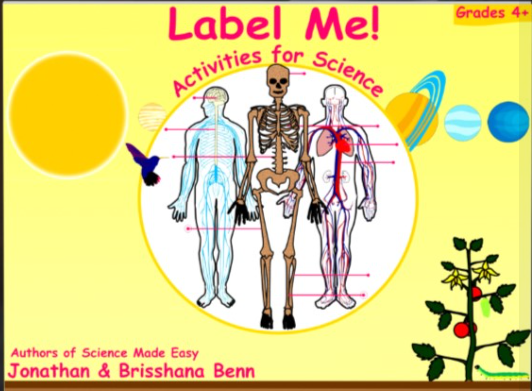 Label Me!
Grades 4+
Activities for Science
Authors of Science Made Easy
Jonathan & Brisshana Benn